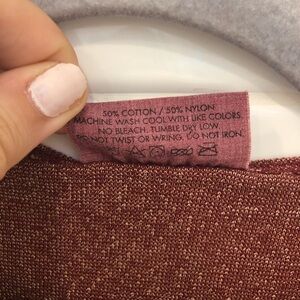 50% COTTON / 50% NYLON
MACHINE WASH COOL WITH LIKE COLORS.
NO BLEACH. TUMBLE DRY LOW.
DO NOT TWIST OR WRING. DO NOT IRON.